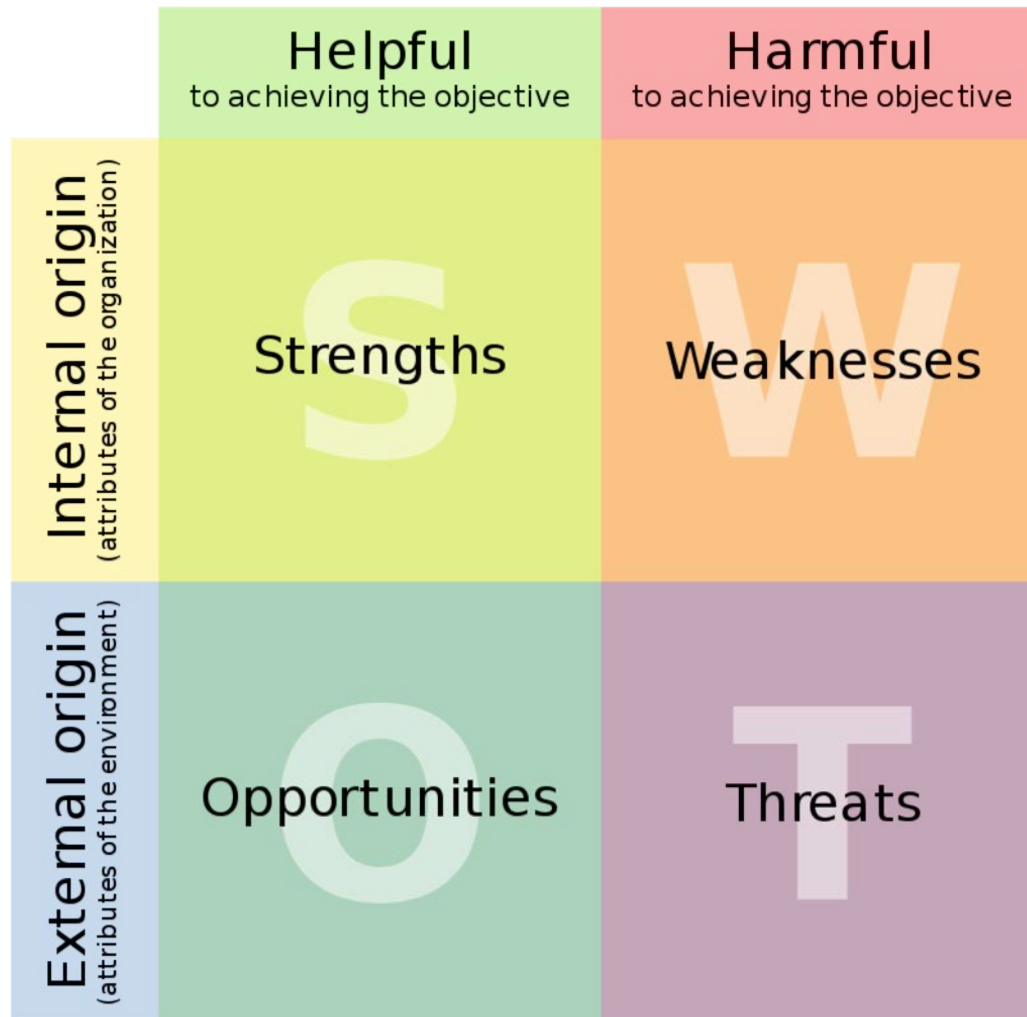 Helpful
to achieving the objective
Harmful
to achieving the objective
Internal origin
(attributes of the organization)
S
Strengths
W
Weaknesses
External origin
(attributes of the environment)
O
Opportunities
T
Threats